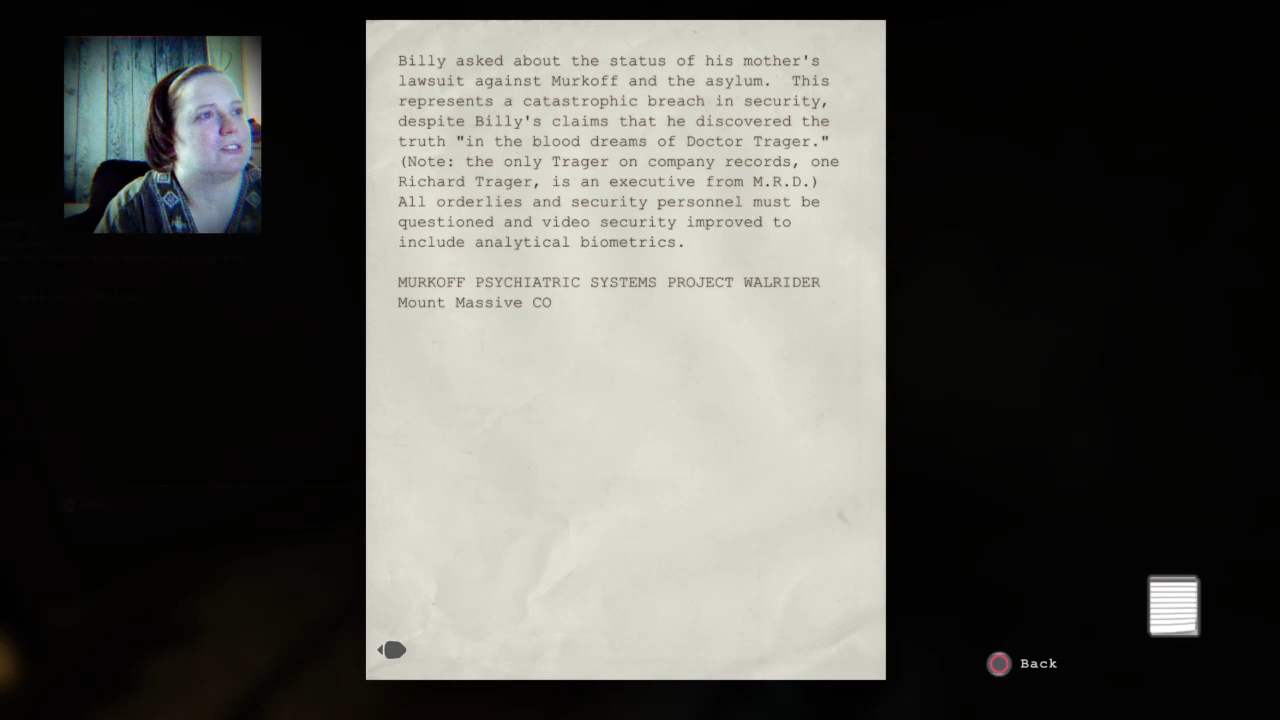 Billy asked about the status of his mother's
lawsuit against Murkoff and the asylum.  This
represents a catastrophic breach in security,
despite Billy's claims that he discovered the
truth "in the blood dreams of Doctor Trager."
(Note: the only Trager on company records, one
Richard Trager, is an executive from M.R.D.)
All orderlies and security personnel must be
questioned and video security improved to
include analytical biometrics.
MURKOFF PSYCHIATRIC SYSTEMS PROJECT WALRIDER
Mount Massive CO
Back